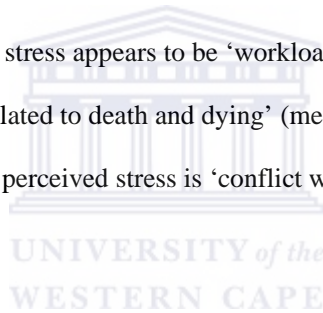 stress appears to be ‘workloa
lated to death and dying’ (me
perceived stress is ‘conflict w
UNIVERSITY of the
WESTERN CAPE